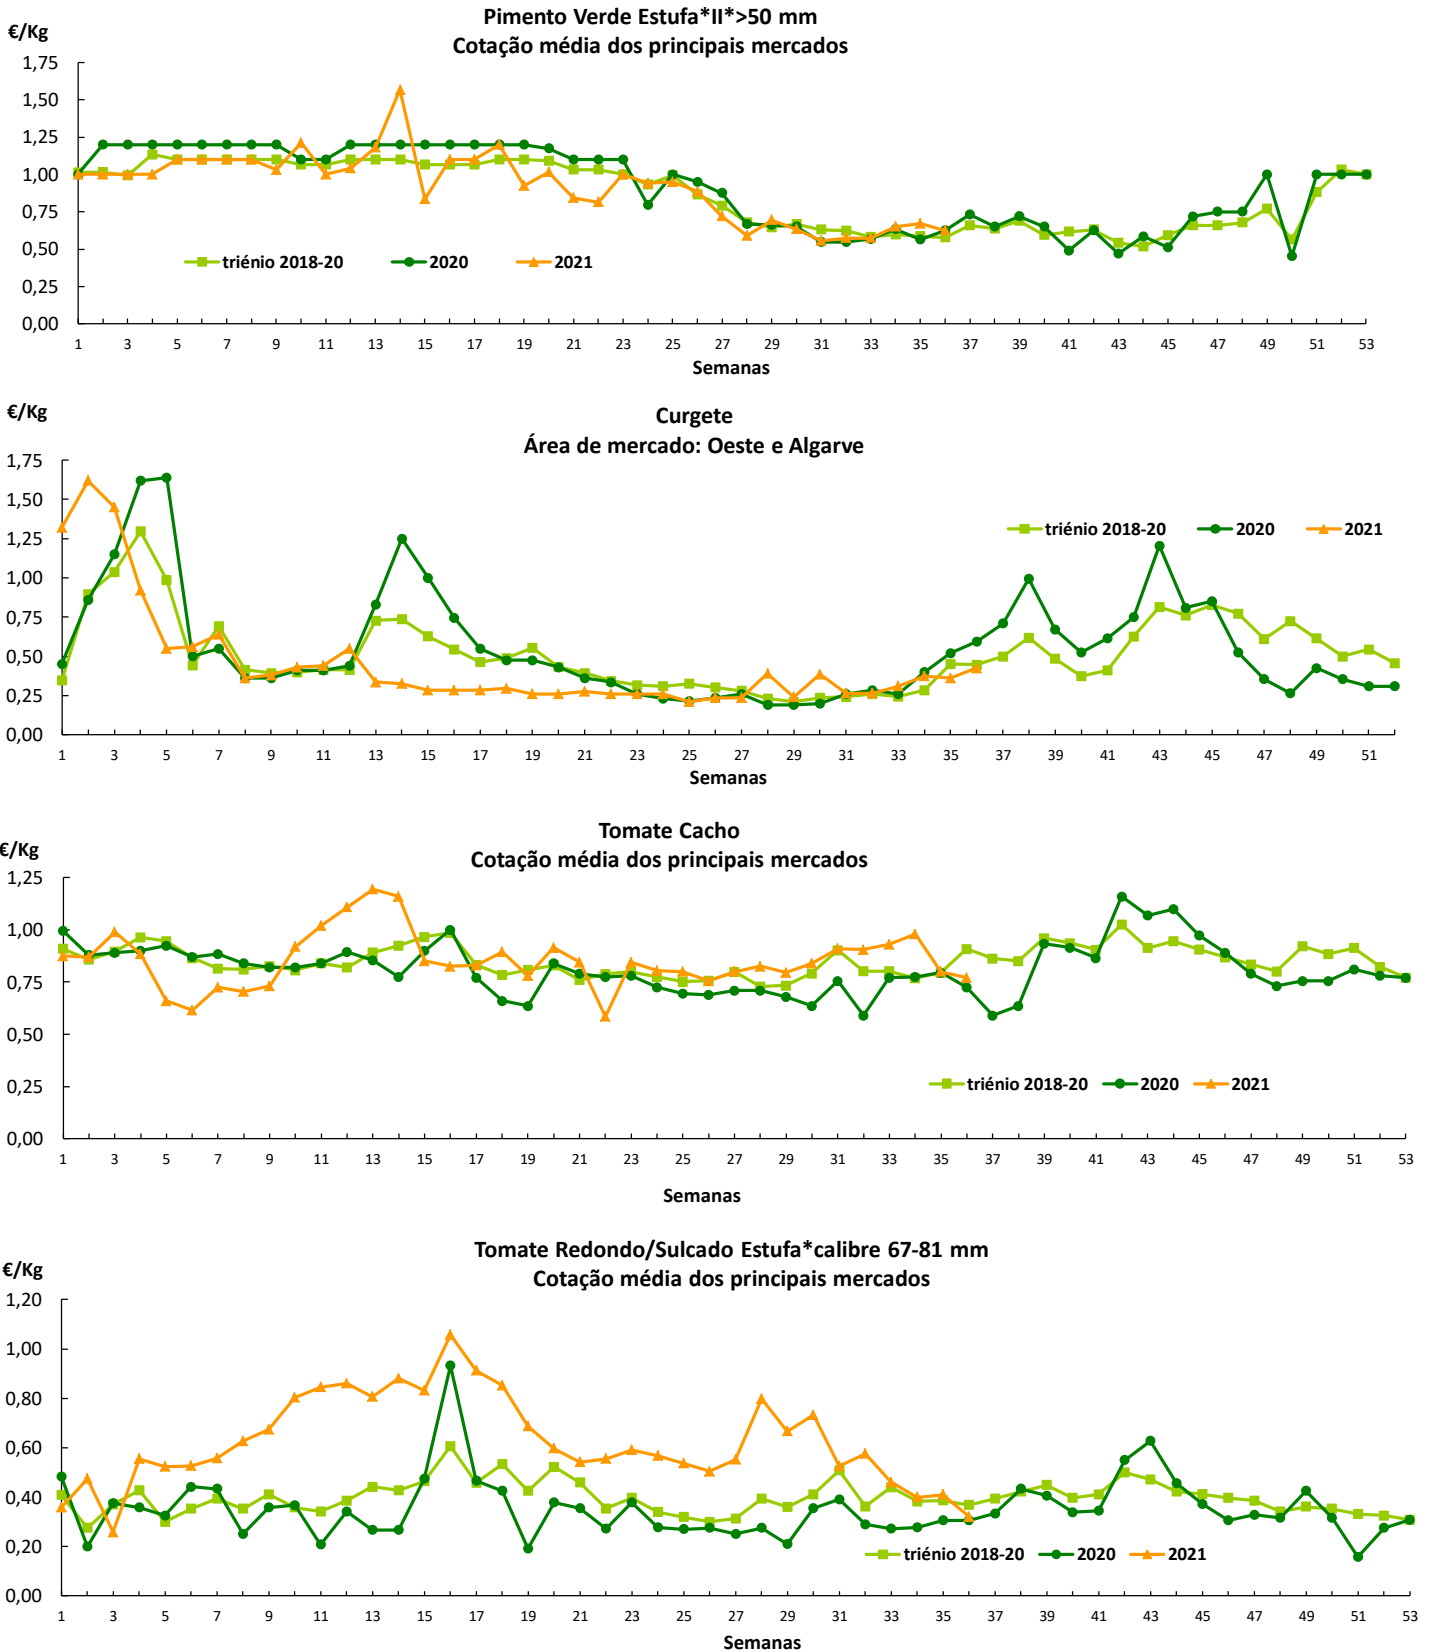 Pimento Verde Estufa*II*>50 mm
€/Kg
Cotação média dos principais mercados
1,75
1,50
1,25
1,00
0,75
0,50
0,25
0,00
triénio 2018-20 2020 2021
1 3 5 7 9 11 13 15 17 19 21 23 25 27 29 31 33 35 37 39 41 43 45 47 49 51 53
Semanas
€/Kg
Curgete
Área de mercado: Oeste e Algarve
1,75
1,50
1,25
1,00
0,75
0,50
0,25
0,00
triénio 2018-20 2020 2021
1 3 5 7 9 11 13 15 17 19 21 23 25 27 29 31 33 35 37 39 41 43 45 47 49 51
Semanas
Tomate Cacho
€/Kg
Cotação média dos principais mercados
1,25
1,00
0,75
0,50
0,25
0,00
triénio 2018-20 2020 2021
1 3 5 7 9 11 13 15 17 19 21 23 25 27 29 31 33 35 37 39 41 43 45 47 49 51 53
Semanas
Tomate Redondo/Sulcado Estufa*calibre 67-81 mm
€/Kg
Cotação média dos principais mercados
1,20
1,00
0,80
0,60
0,40
0,20
0,00
triénio 2018-20 2020 2021
1 3 5 7 9 11 13 15 17 19 21 23 25 27 29 31 33 35 37 39 41 43 45 47 49 51 53
Semanas